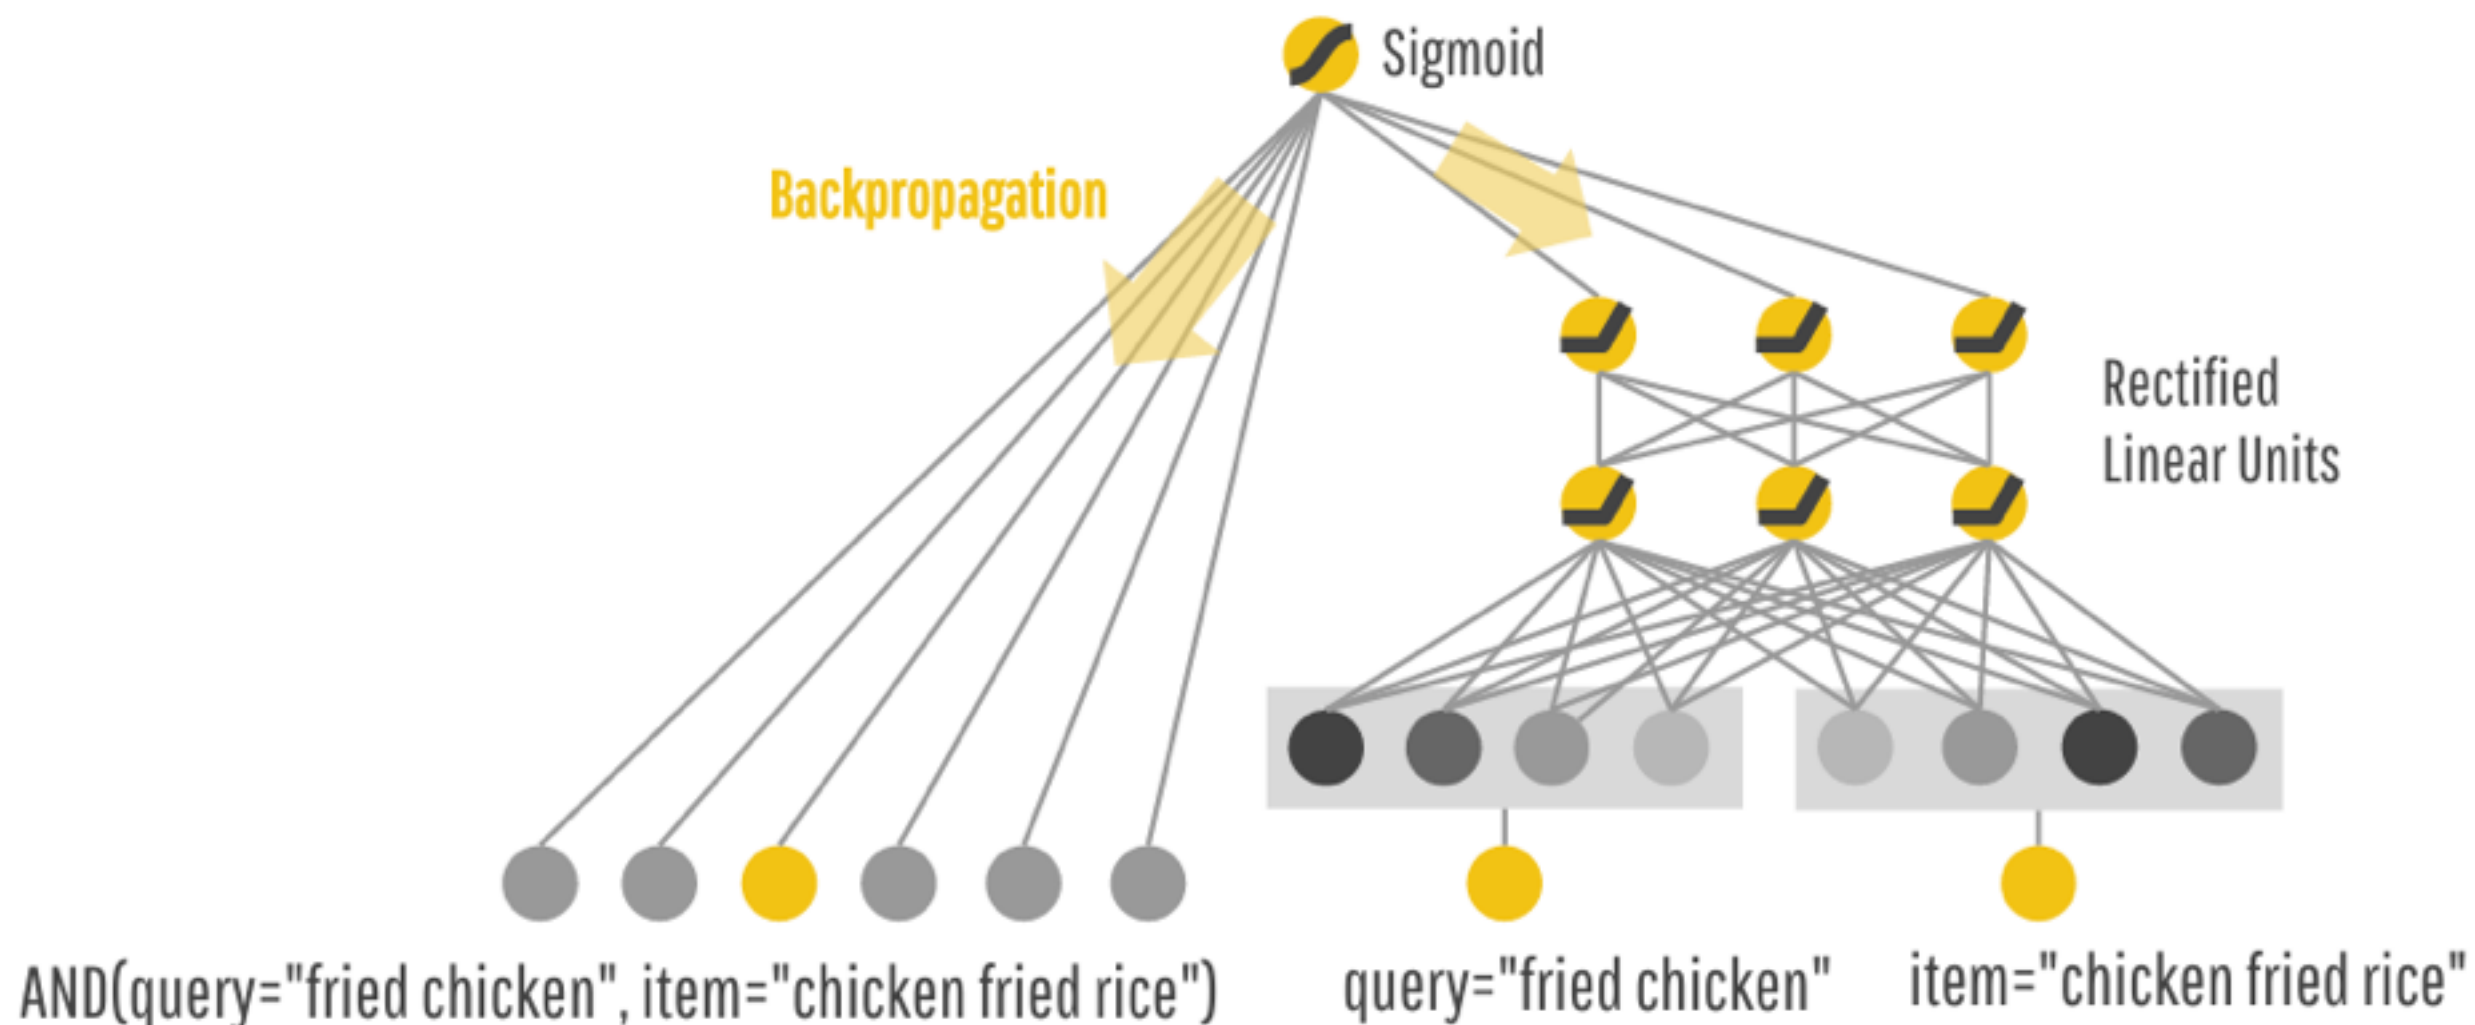 Sigmoid
Backpropagation
Rectified
Linear Units
AND(query="fried chicken", item="chicken fried rice")
query="fried chicken"
item="chicken fried rice"